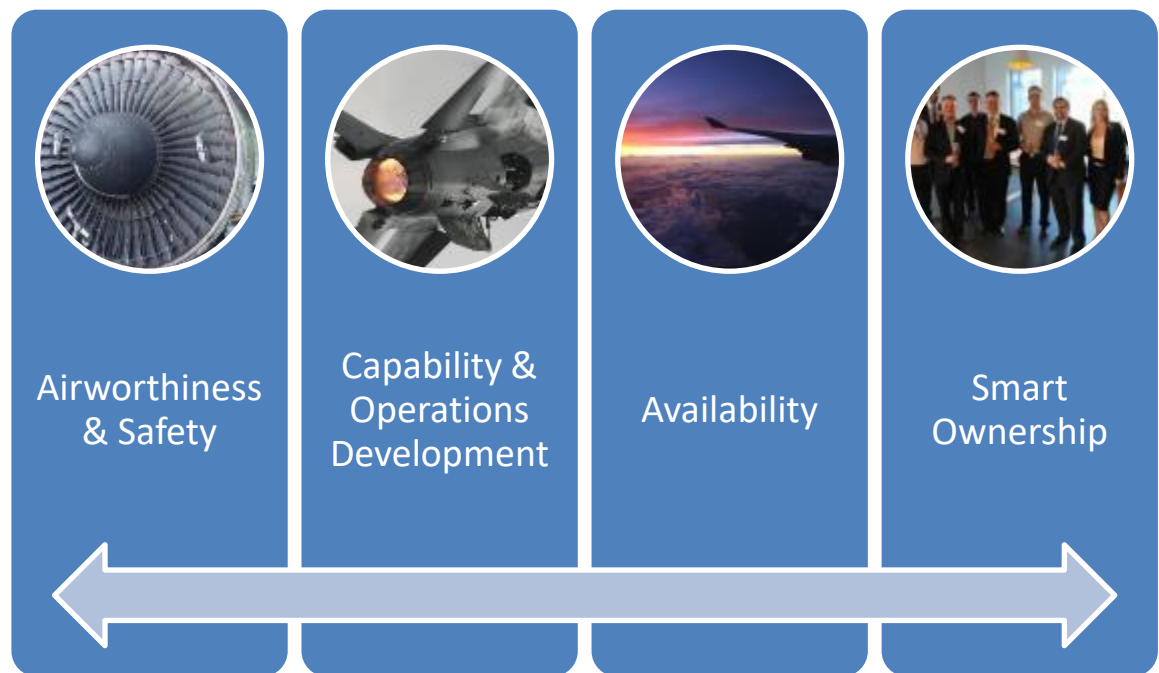 Airworthiness
& Safety
Capability &
Operations
Development
Availability
Smart
Ownership